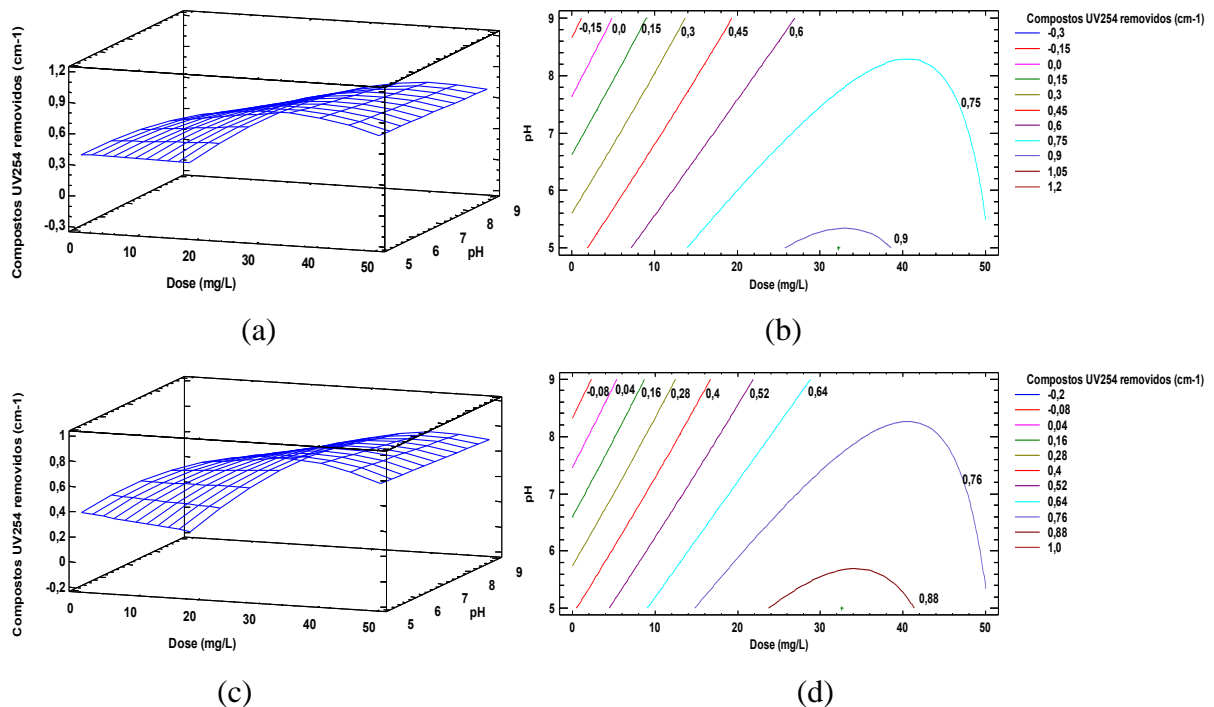 Compostos UV254 removidos (cm-1)
1,2
0,9
0,6
0,3
0
-0,3
0 10 20 30 40 50
Dose (mg/L)
5 6 7 8 9
pH
(a)
9
8
7
6
5
pH
-0,15 0,0 0,15 0,3 0,45 0,6
0,75
0,9
0 10 20 30 40 50
Dose (mg/L)
Compostos UV254 removidos (cm-1)
-0,3
-0,15
0,0
0,15
0,3
0,45
0,6
0,75
0,9
1,05
1,2
(b)
Compostos UV254 removidos (cm-1)
1
0,8
0,6
0,4
0,2
0
-0,2
0 10 20 30 40 50
Dose (mg/L)
5 6 7 8 9
pH
(c)
9
8
7
6
5
pH
-0,08 0,04 0,16 0,28 0,4 0,52 0,64
0,76
0,88
0 10 20 30 40 50
Dose (mg/L)
Compostos UV254 removidos (cm-1)
-0,2
-0,08
0,04
0,16
0,28
0,4
0,52
0,64
0,76
0,88
1,0
(d)